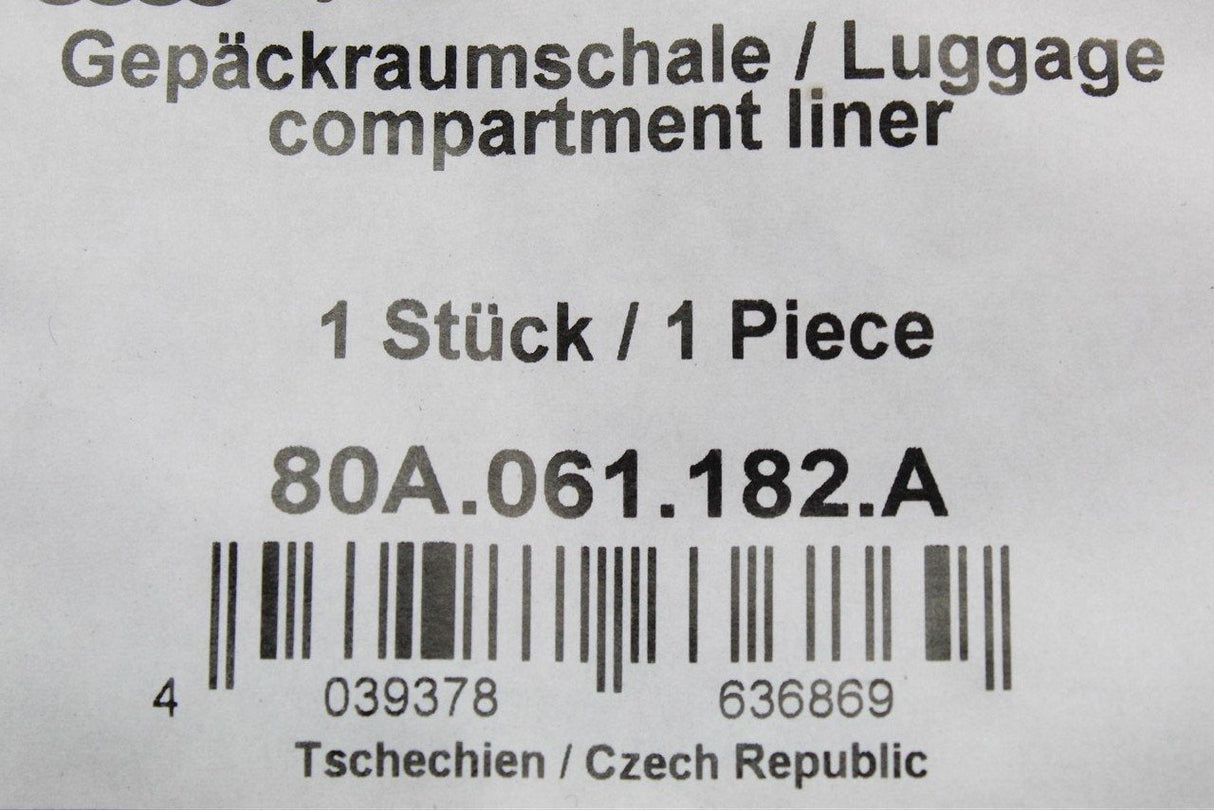 Gepäckraumschale / Luggage
compartment liner
1 Stück / 1 Piece
80A.061.182.A
4 039378 636869
Tschechien / Czech Republic